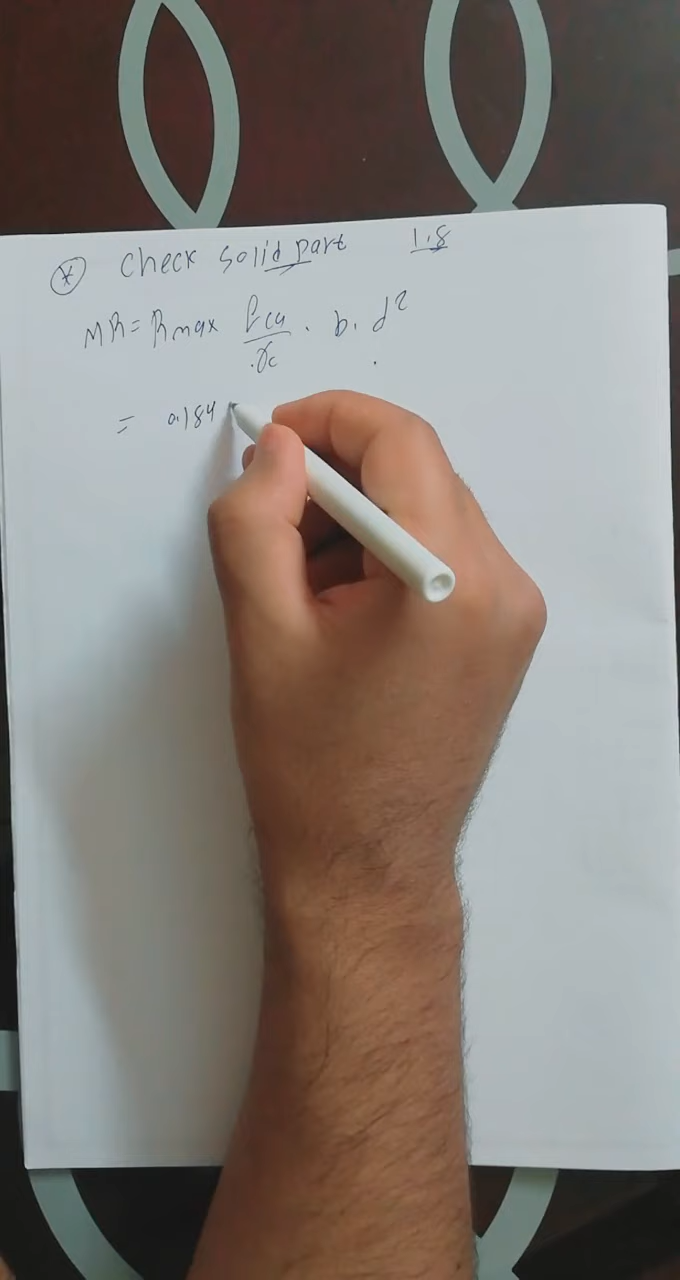 * Check solid part 1.8
MR = Rmax fcu/γc . b . d²
= 0.184